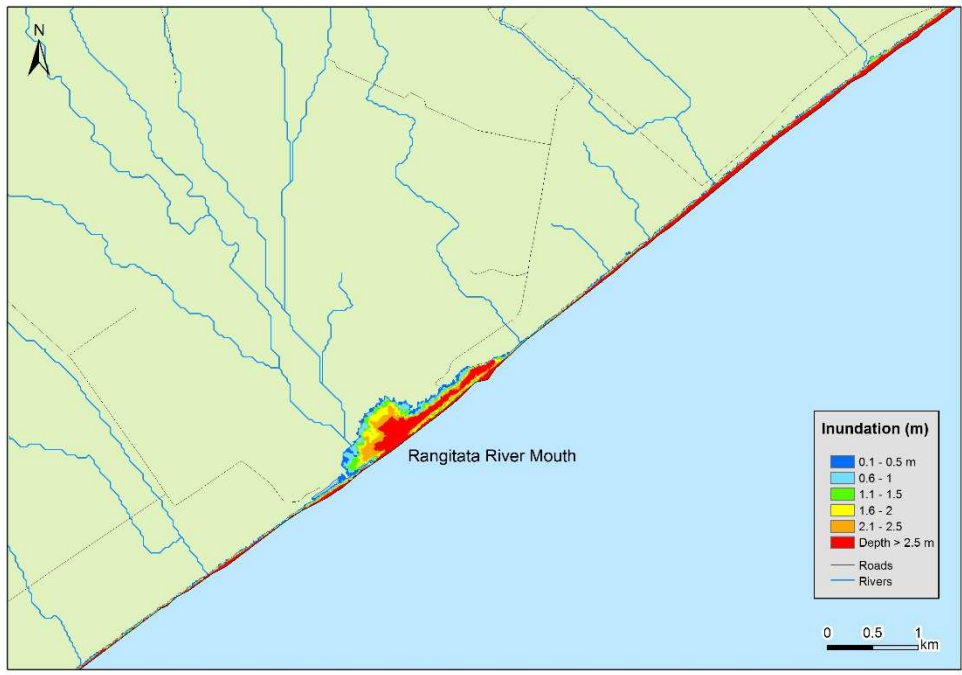 N
Rangitata River Mouth
Inundation (m)
0.1 - 0.5 m
0.6 - 1
1.1 - 1.5
1.6 - 2
2.1 - 2.5
Depth > 2.5 m
Roads
Rivers
0 0.5 1
km